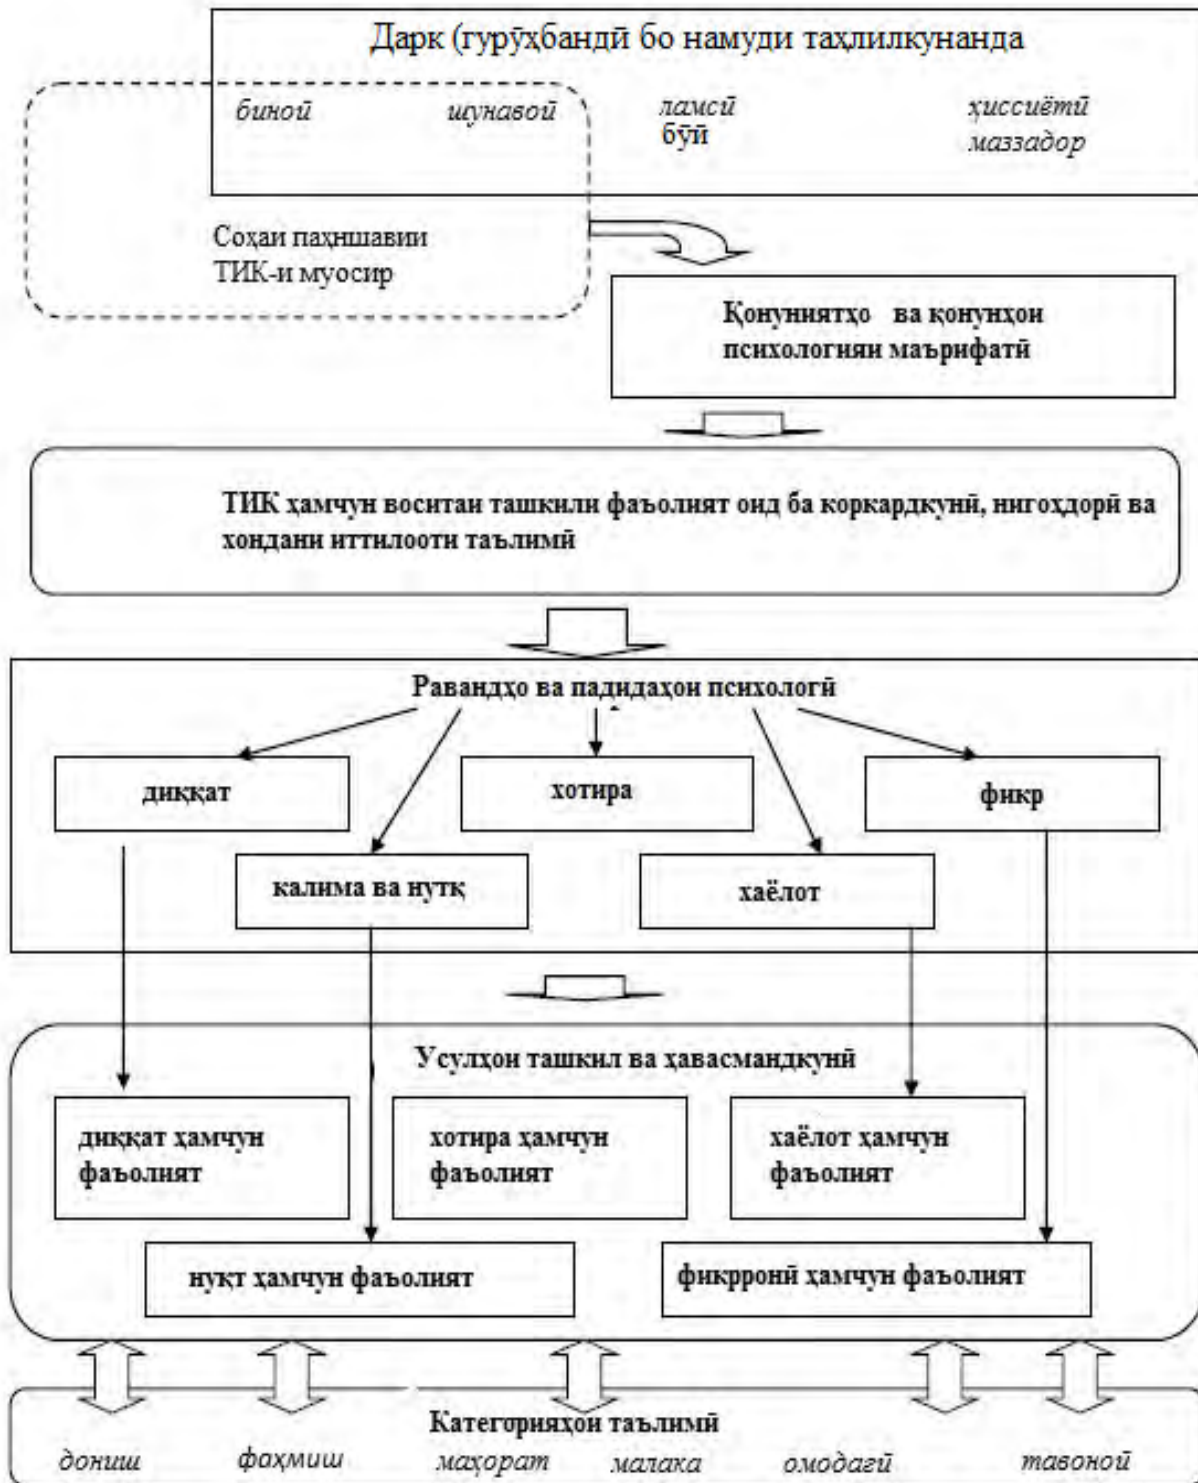 Дарк (гурӯҳбандӣ бо намуди таҳлилкунанда
биноӣ шунавоӣ ламсӣ ҳиссиётӣ
бӯӣ маззадор
Соҳаи паҳншавии
ТИК-и муосир
Қонуниятҳо ва қонунҳои
психологияи маърифатӣ
ТИК ҳамчун воситаи ташкили фаъолият оид ба коркардкунӣ, нигоҳдорӣ ва
хондани иттилооти таълимӣ
Равандҳо ва падидаҳои психологӣ
диққат хотира фикр
калима ва нутқ хаёлот
Усулҳои ташкил ва ҳавасмандкунӣ
диққат ҳамчун
фаъолият
хотира ҳамчун
фаъолият
хаёлот ҳамчун
фаъолият
нуқт ҳамчун фаъолият фикрронӣ ҳамчун фаъолият
Категорияҳои таълимӣ
дониш фаҳмиш маҳорат малака омодагӣ тавоноӣ